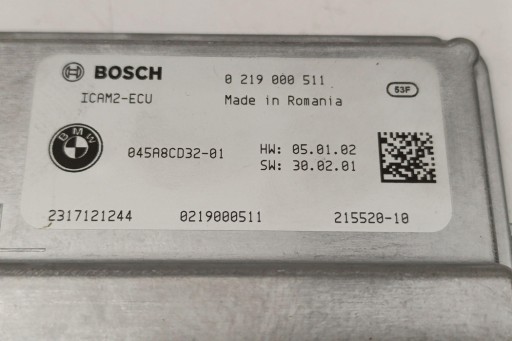 BOSCH 0 219 000 511
ICAM2-ECU Made in Romania 53F
BMW 045A8CD32-01 HW: 05.01.02
SW: 30.02.01
2317121244 0219000511 215520-10